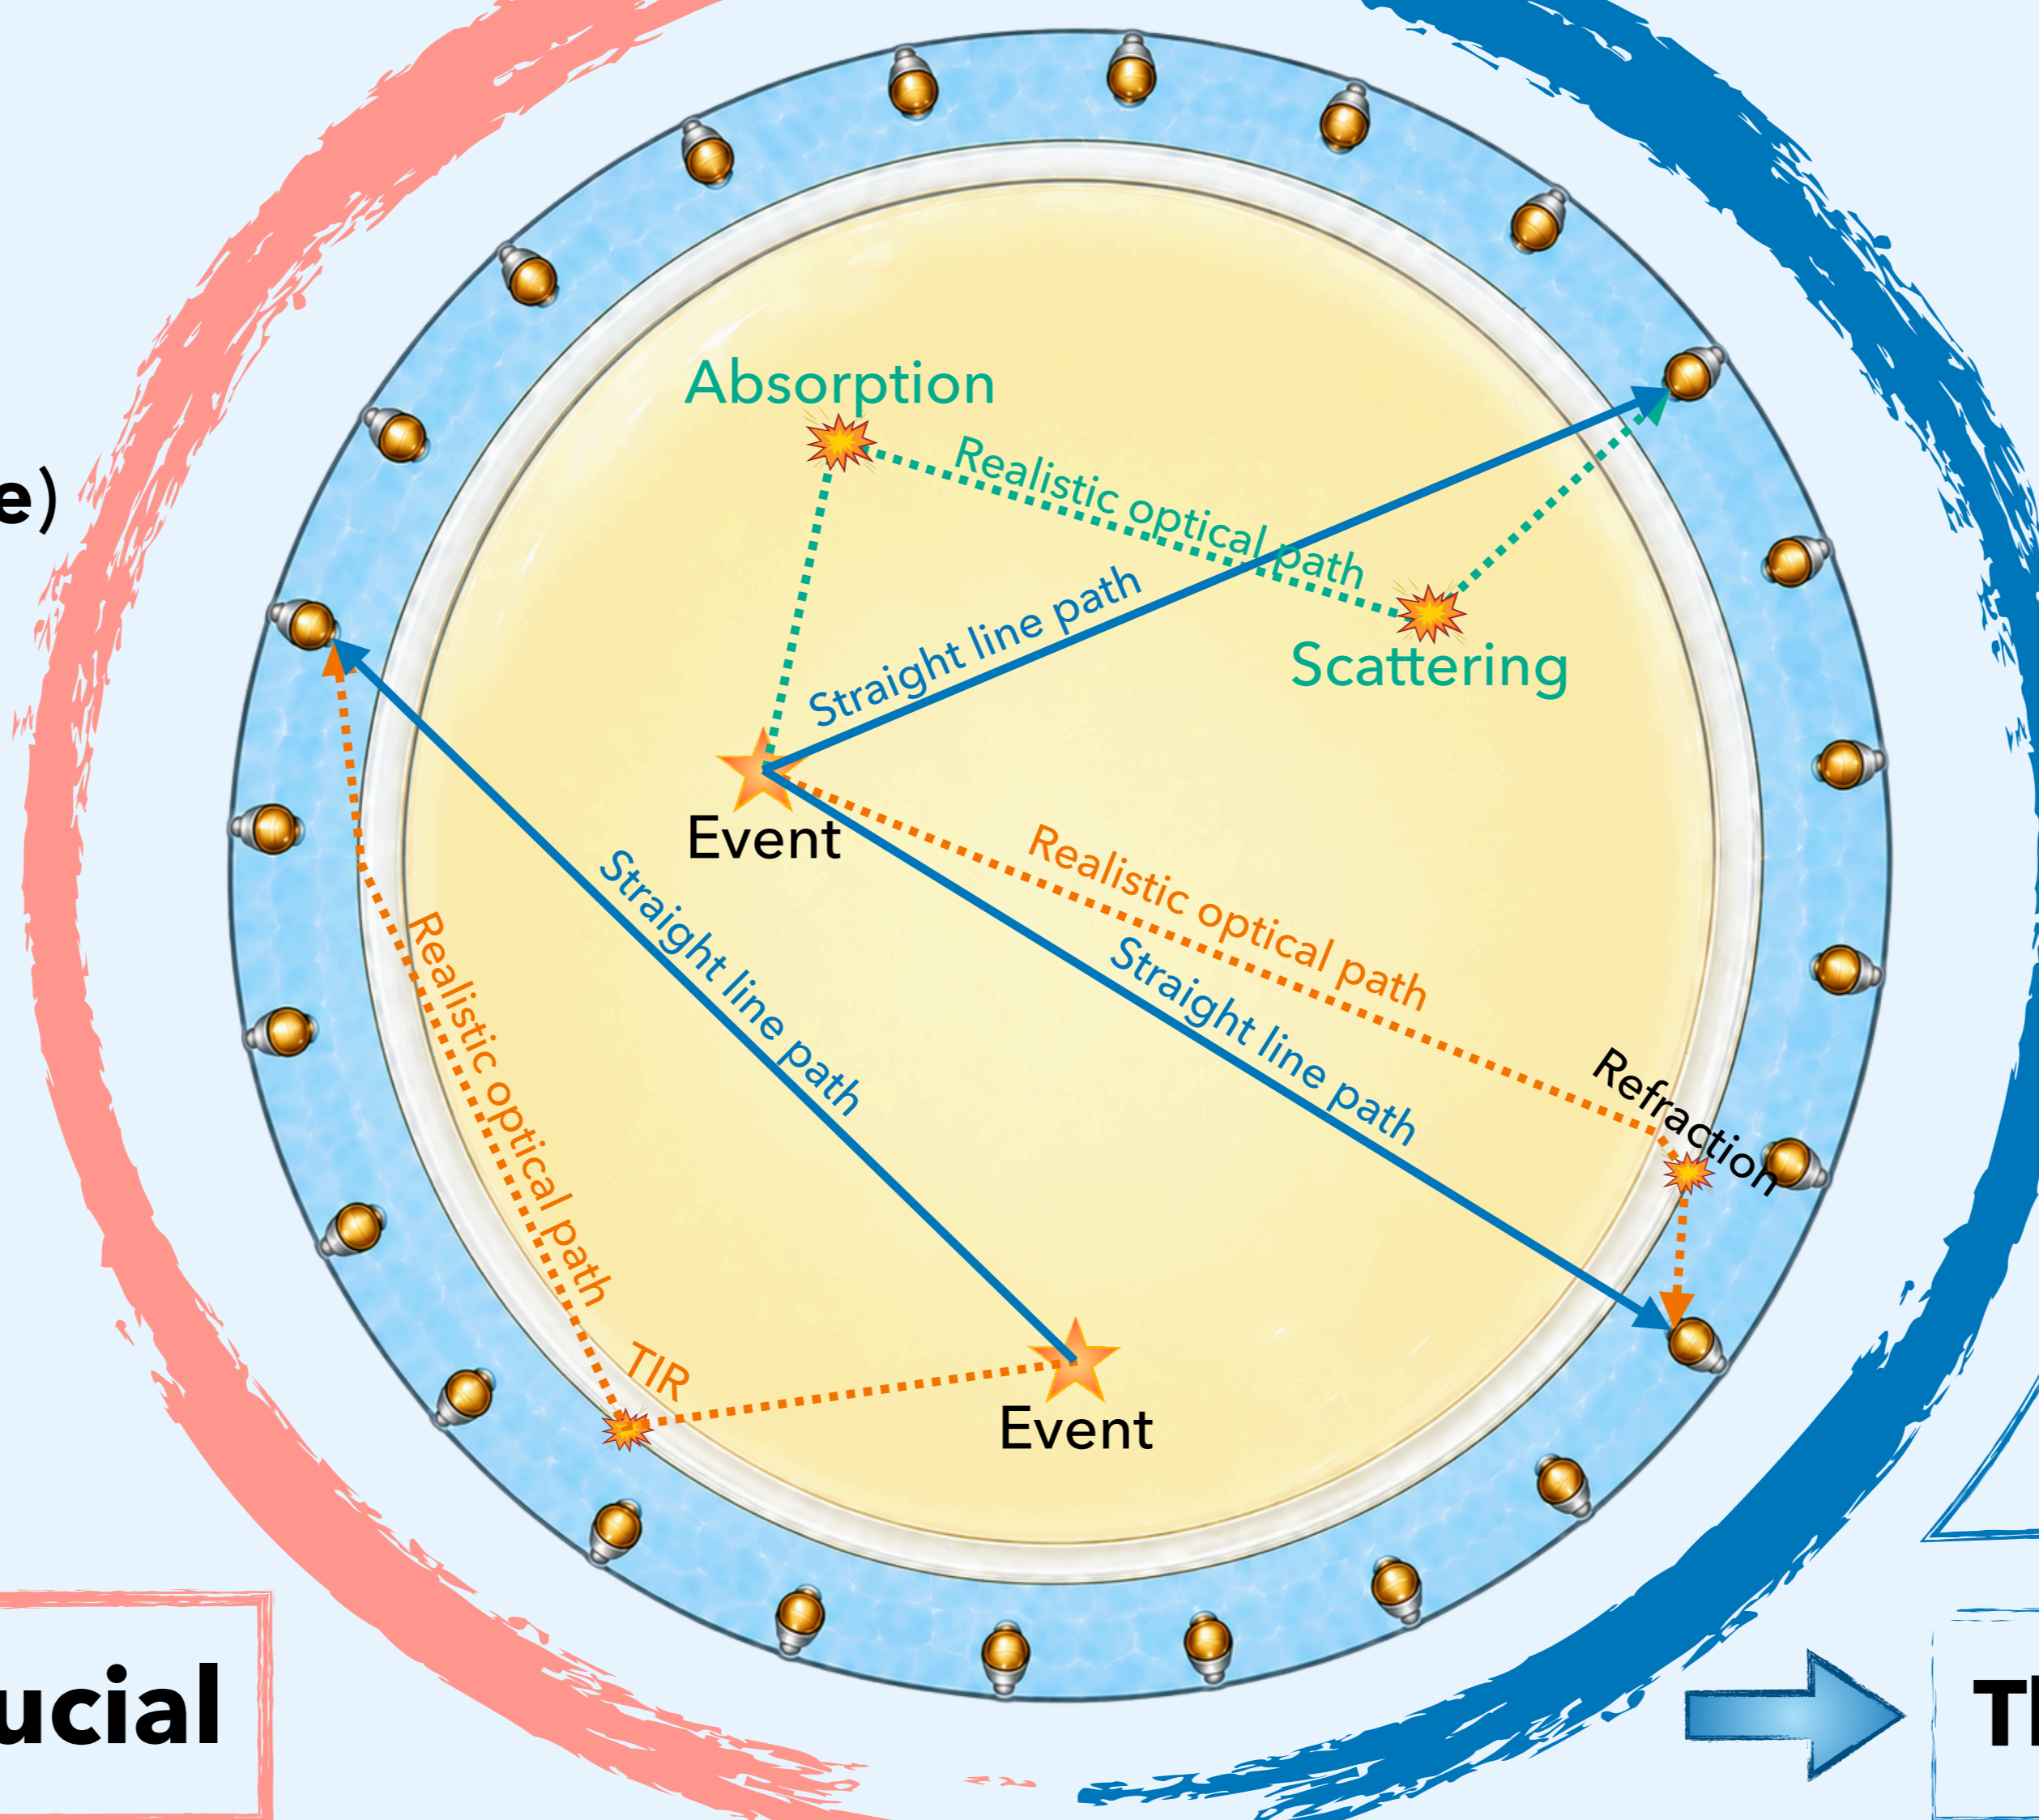 Absorption
Realistic optical path
e)
Straight line path
Scattering
Event
Realistic optical path
Straight line path
Straight line path
Realistic optical path
Refraction
TIR
Event
ucial
Th